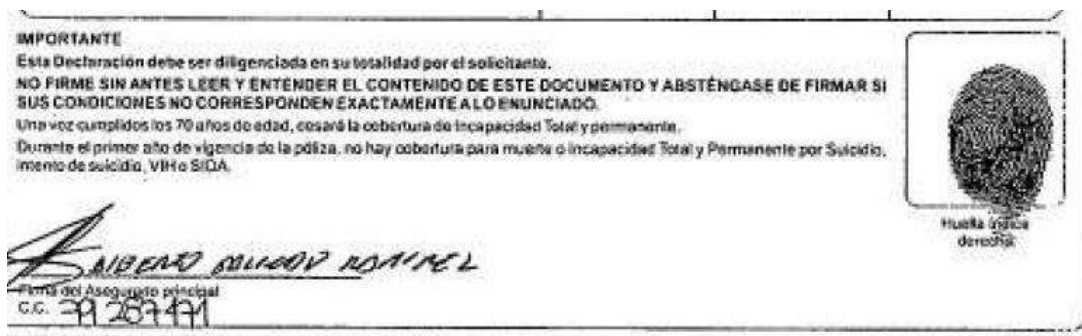 IMPORTANTE
Esta Declaración debe ser diligenciada en su totalidad por el solicitante.
NO FIRME SIN ANTES LEER Y ENTENDER EL CONTENIDO DE ESTE DOCUMENTO Y ABSTÉNGASE DE FIRMAR SI
SUS CONDICIONES NO CORRESPONDEN EXACTAMENTE A LO ENUNCIADO.
Una vez cumplidos los 70 años de edad, cesará la cobertura de Incapacidad Total y permanente.
Durante el primer año de vigencia de la póliza, no hay cobertura para muerte o Incapacidad Total y Permanente por Suicidio,
intento de suicidio, VIH o SIDA.
Huella índice
derecha
Firma del Asegurado principal
C.C. 79 267471